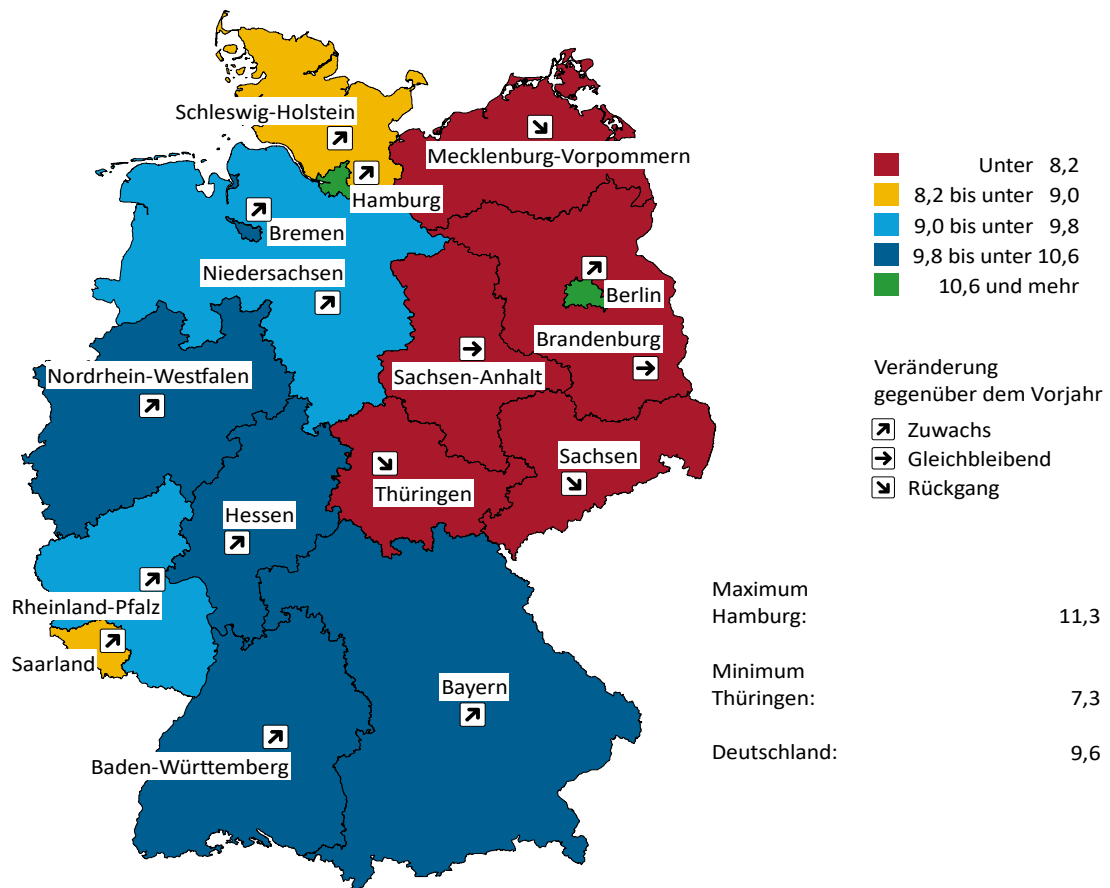 Schleswig-Holstein
Mecklenburg-Vorpommern
Hamburg
Bremen
Niedersachsen
Berlin
Brandenburg
Nordrhein-Westfalen
Sachsen-Anhalt
Sachsen
Thüringen
Hessen
Rheinland-Pfalz
Saarland
Bayern
Baden-Württemberg
Unter 8,2
8,2 bis unter 9,0
9,0 bis unter 9,8
9,8 bis unter 10,6
10,6 und mehr
Veränderung
gegenüber dem Vorjahr
Zuwachs
Gleichbleibend
Rückgang
Maximum
Hamburg: 11,3
Minimum
Thüringen: 7,3
Deutschland: 9,6